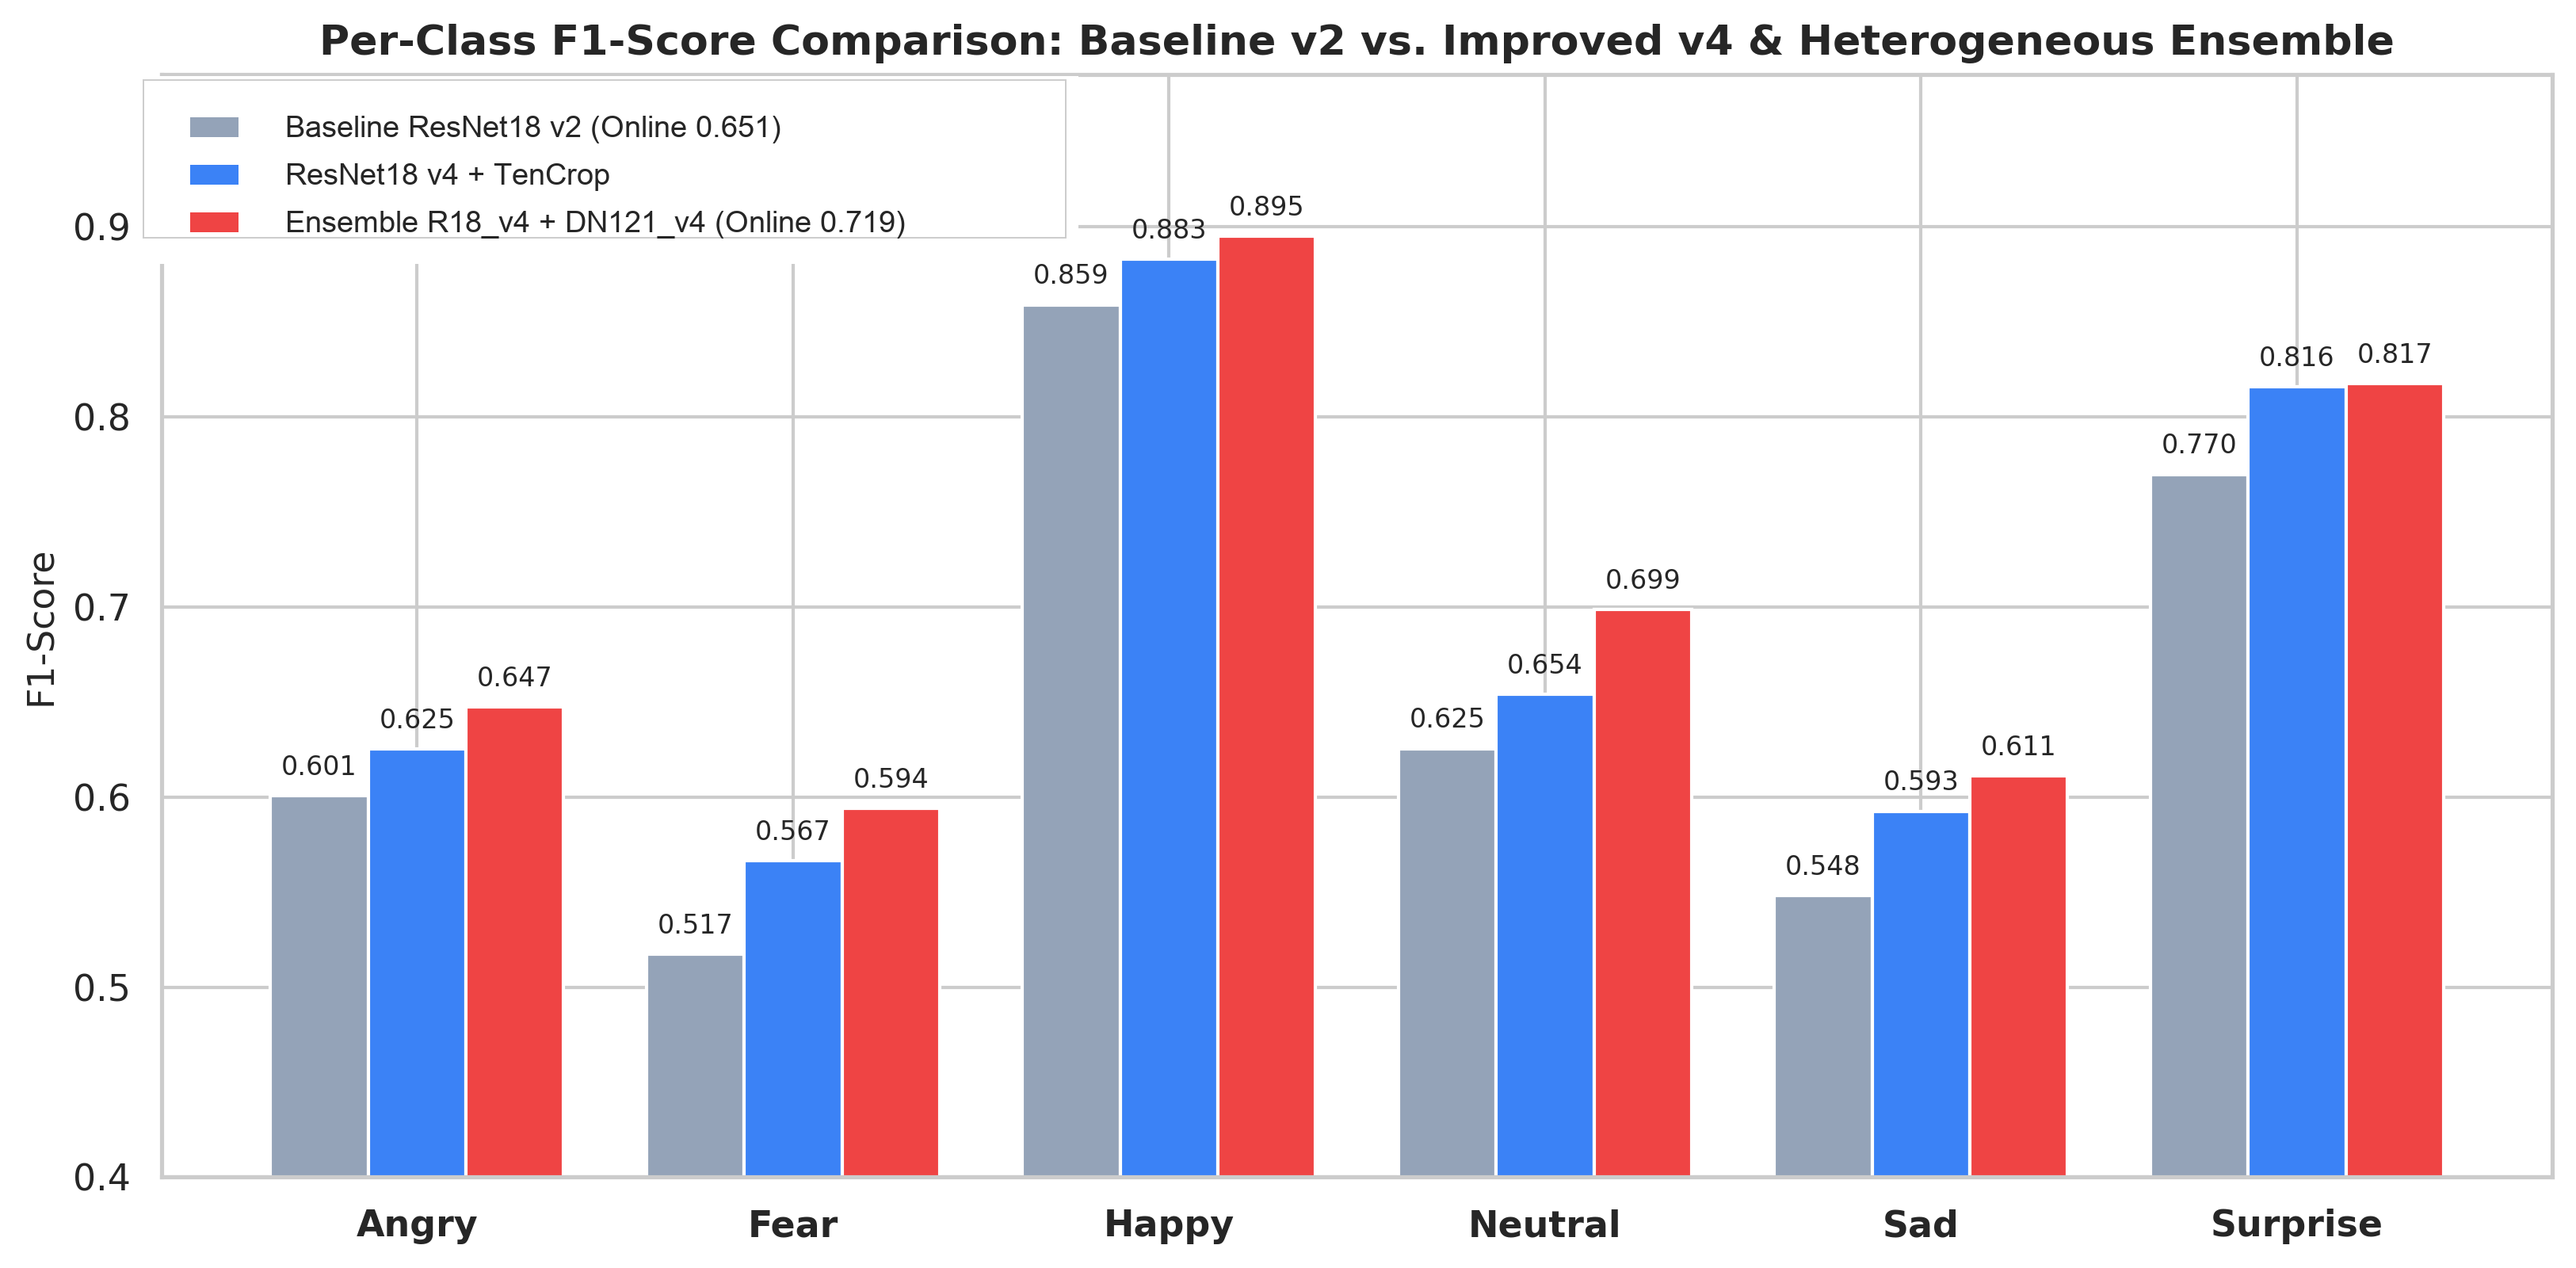 Per-Class F1-Score Comparison: Baseline v2 vs. Improved v4 & Heterogeneous Ensemble
Baseline ResNet18 v2 (Online 0.651)
ResNet18 v4 + TenCrop
Ensemble R18_v4 + DN121_v4 (Online 0.719)
F1-Score
0.9
0.8
0.7
0.6
0.5
0.4
0.601
0.625
0.647
0.517
0.567
0.594
0.859
0.883
0.895
0.625
0.654
0.699
0.548
0.593
0.611
0.770
0.816
0.817
Angry
Fear
Happy
Neutral
Sad
Surprise